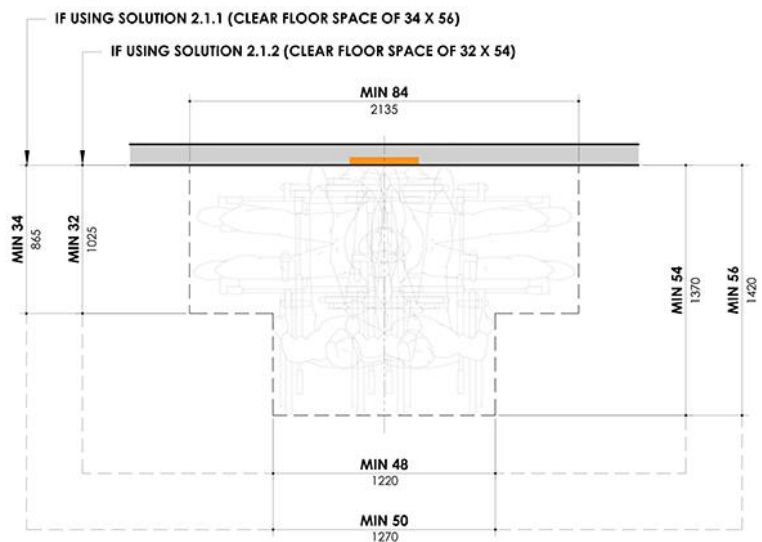 IF USING SOLUTION 2.1.1 (CLEAR FLOOR SPACE OF 34 X 56)
IF USING SOLUTION 2.1.2 (CLEAR FLOOR SPACE OF 32 X 54)
MIN 84
2135
MIN 34
865
MIN 32
1025
MIN 54
1370
MIN 56
1420
MIN 48
1220
MIN 50
1270